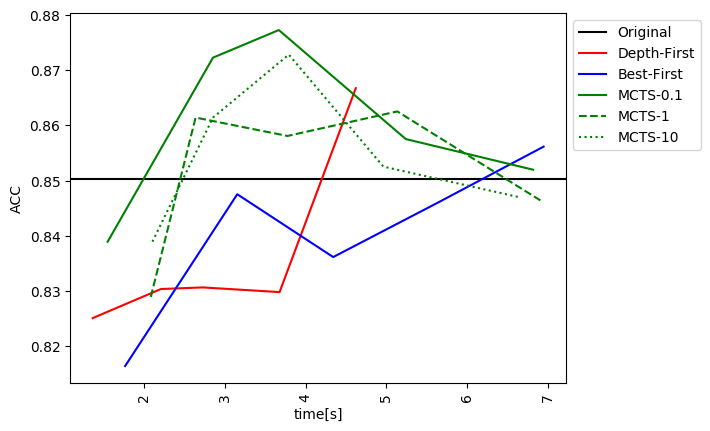 0.88
0.87
0.86
0.85
0.84
0.83
0.82
ACC
2
3
4
5
6
7
time[s]
Original
Depth-First
Best-First
MCTS-0.1
MCTS-1
MCTS-10